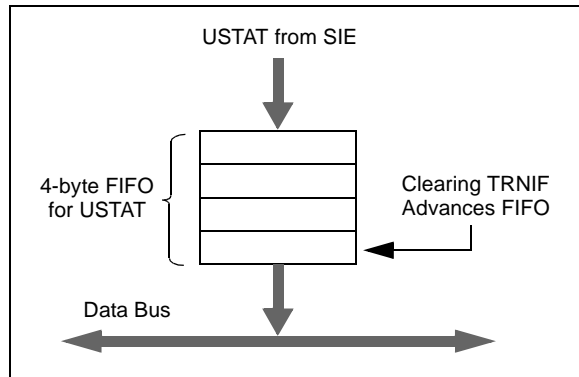 USTAT from SIE
4-byte FIFO
for USTAT
Clearing TRNIF
Advances FIFO
Data Bus